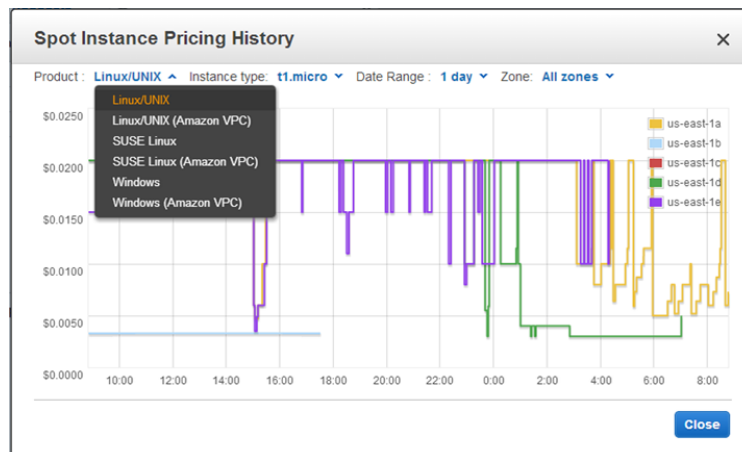 Spot Instance Pricing History ×
Product : Linux/UNIX Instance type: t1.micro Date Range : 1 day Zone: All zones
Linux/UNIX
Linux/UNIX (Amazon VPC)
SUSE Linux
SUSE Linux (Amazon VPC)
Windows
Windows (Amazon VPC)
$0.0250
$0.0200
$0.0150
$0.0100
$0.0050
$0.0000
us-east-1a
us-east-1b
us-east-1c
us-east-1d
us-east-1e
10:00 12:00 14:00 16:00 18:00 20:00 22:00 0:00 2:00 4:00 6:00 8:00
Close